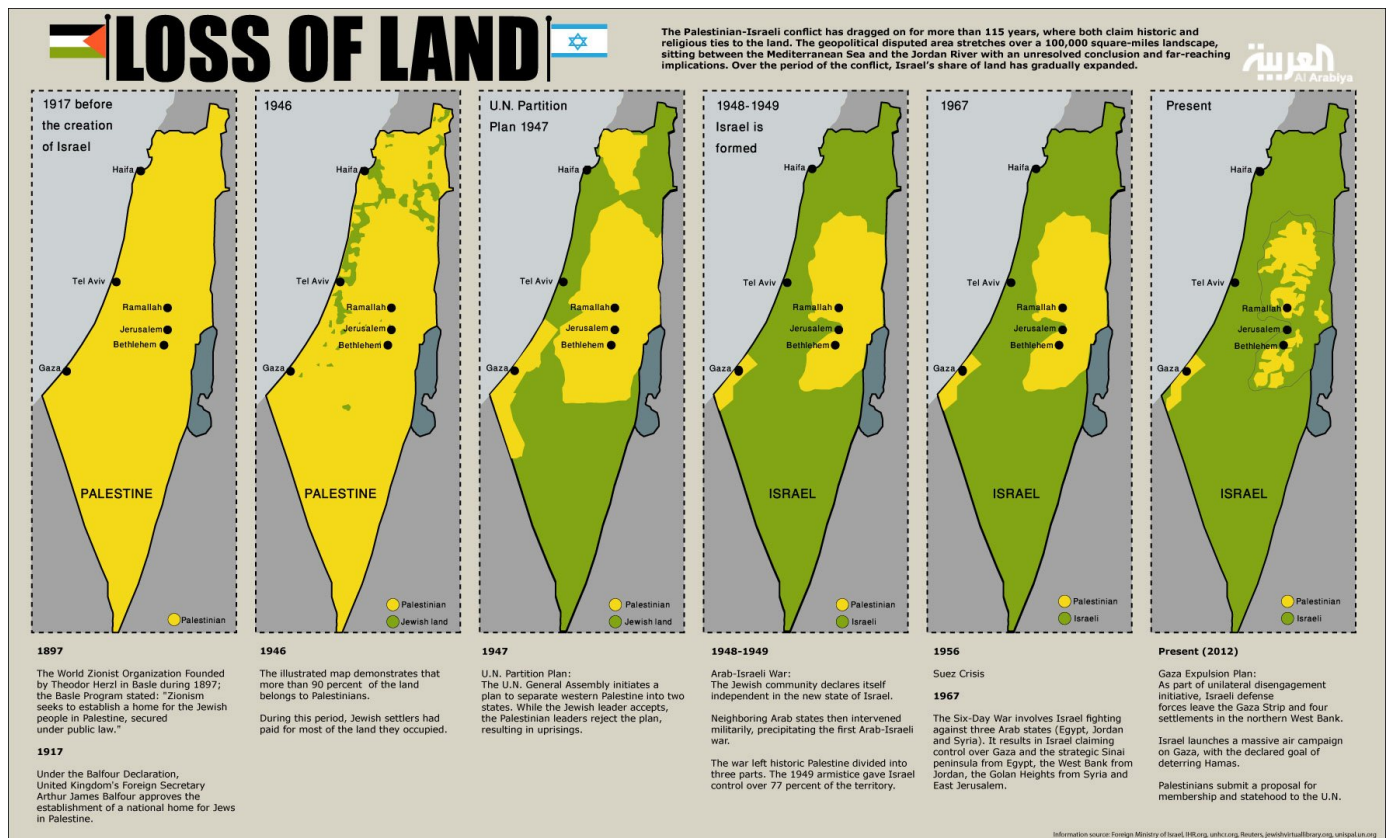 LOSS OF LAND
The Palestinian-Israeli conflict has dragged on for more than 115 years, where both claim historic and
religious ties to the land. The geopolitical disputed area stretches over a 100,000 square-miles landscape,
sitting between the Mediterranean Sea and the Jordan River with an unresolved conclusion and far-reaching
implications. Over the period of the conflict, Israel's share of land has gradually expanded.
العربية
Al Arabiya
1917 before
the creation
of Israel
Haifa
Tel Aviv
Ramallah
Jerusalem
Bethlehem
Gaza
PALESTINE
Palestinian
1946
Haifa
Tel Aviv
Ramallah
Jerusalem
Bethlehem
Gaza
PALESTINE
Palestinian
Jewish land
U.N. Partition
Plan 1947
Haifa
Tel Aviv
Ramallah
Jerusalem
Bethlehem
Gaza
Palestinian
Jewish land
1948-1949
Israel is
formed
Haifa
Tel Aviv
Ramallah
Jerusalem
Bethlehem
Gaza
ISRAEL
Palestinian
Israeli
1967
Haifa
Tel Aviv
Ramallah
Jerusalem
Bethlehem
Gaza
ISRAEL
Palestinian
Israeli
Present
Haifa
Tel Aviv
Ramallah
Jerusalem
Bethlehem
Gaza
ISRAEL
Palestinian
Israeli
1897
The World Zionist Organization Founded
by Theodor Herzl in Basle during 1897;
the Basle Program stated: "Zionism
seeks to establish a home for the Jewish
people in Palestine, secured
under public law."
1917
Under the Balfour Declaration,
United Kingdom's Foreign Secretary
Arthur James Balfour approves the
establishment of a national home for Jews
in Palestine.
1946
The illustrated map demonstrates that
more than 90 percent of the land
belongs to Palestinians.
During this period, Jewish settlers had
paid for most of the land they occupied.
1947
U.N. Partition Plan:
The U.N. General Assembly initiates a
plan to separate western Palestine into two
states. While the Jewish leader accepts,
the Palestinian leaders reject the plan,
resulting in uprisings.
1948-1949
Arab-Israeli War:
The Jewish community declares itself
independent in the new state of Israel.
Neighboring Arab states then intervened
militarily, precipitating the first Arab-Israeli
war.
The war left historic Palestine divided into
three parts. The 1949 armistice gave Israel
control over 77 percent of the territory.
1956
Suez Crisis
1967
The Six-Day War involves Israel fighting
against three Arab states (Egypt, Jordan
and Syria). It results in Israel claiming
control over Gaza and the strategic Sinai
peninsula from Egypt, the West Bank from
Jordan, the Golan Heights from Syria and
East Jerusalem.
Present (2012)
Gaza Expulsion Plan:
As part of unilateral disengagement
initiative, Israeli defense
forces leave the Gaza Strip and four
settlements in the northern West Bank.
Israel launches a massive air campaign
on Gaza, with the declared goal of
deterring Hamas.
Palestinians submit a proposal for
membership and statehood to the U.N.
Information source: Foreign Ministry of Israel, IHR.org, unhcr.org, Reuters, jewishvirtuallibrary.org, unispal.un.org